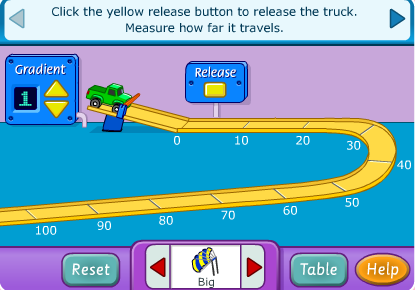 Click the yellow release button to release the truck.
Measure how far it travels.
Gradient
1
Release
0 10 20 30
40
50
60
70
80
90
100
Big
Reset
Table
Help